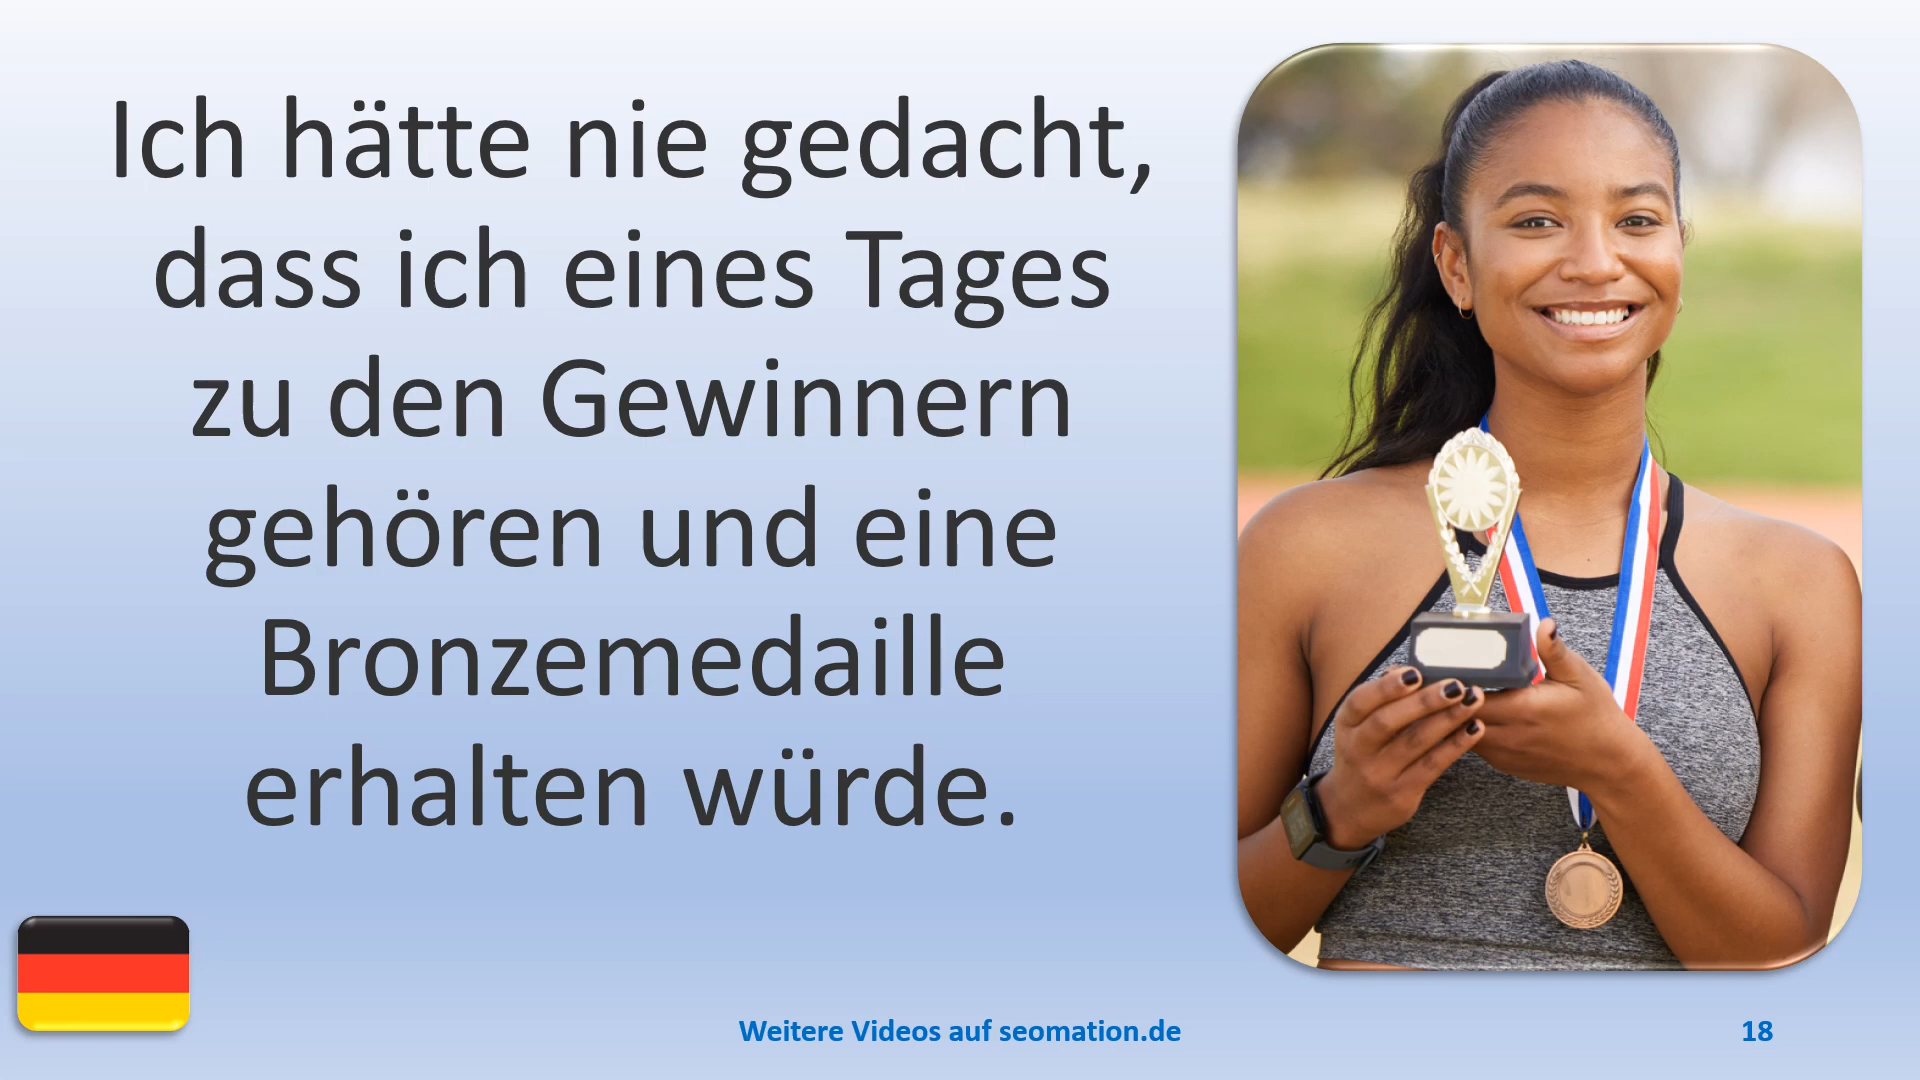 Ich hätte nie gedacht,
dass ich eines Tages
zu den Gewinnern
gehören und eine
Bronzemedaille
erhalten würde.
Weitere Videos auf seomation.de
18